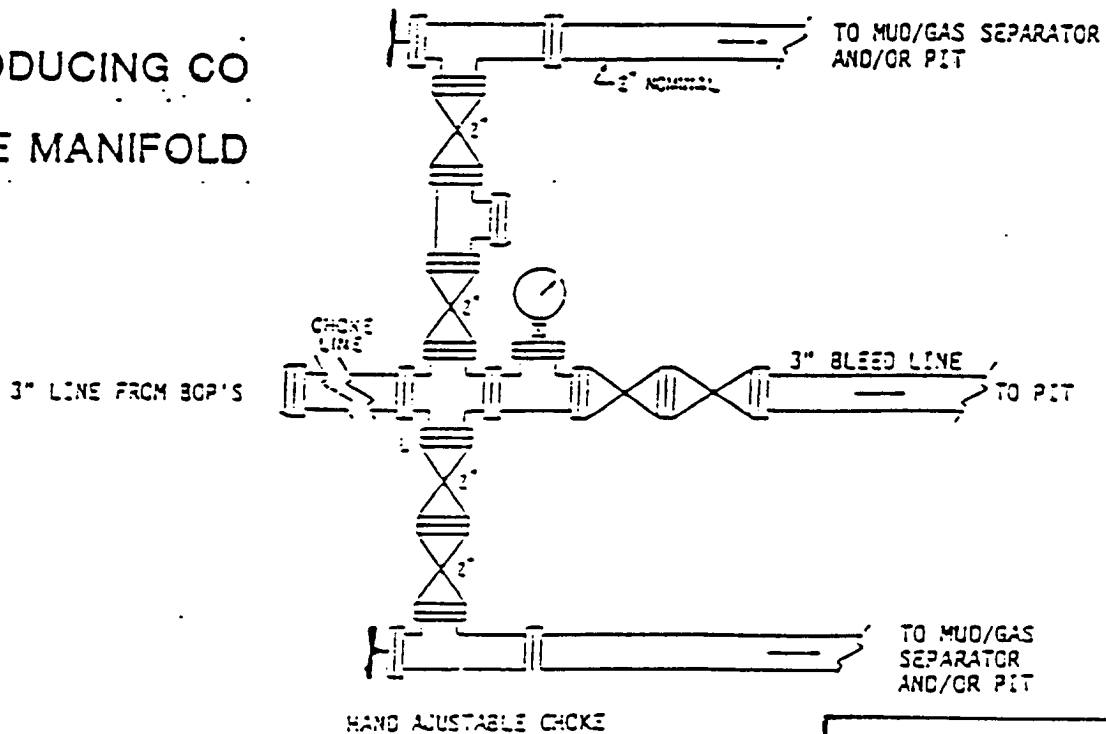 ODUCING CO
E MANIFOLD
TO MUD/GAS SEPARATOR
AND/OR PIT
2" NOMINAL
2"
2"
CHOKE
LINE
3" LINE FROM BOP'S
3" BLEED LINE
TO PIT
2"
2"
TO MUD/GAS
SEPARATOR
AND/OR PIT
HAND AJUSTABLE CHOKE